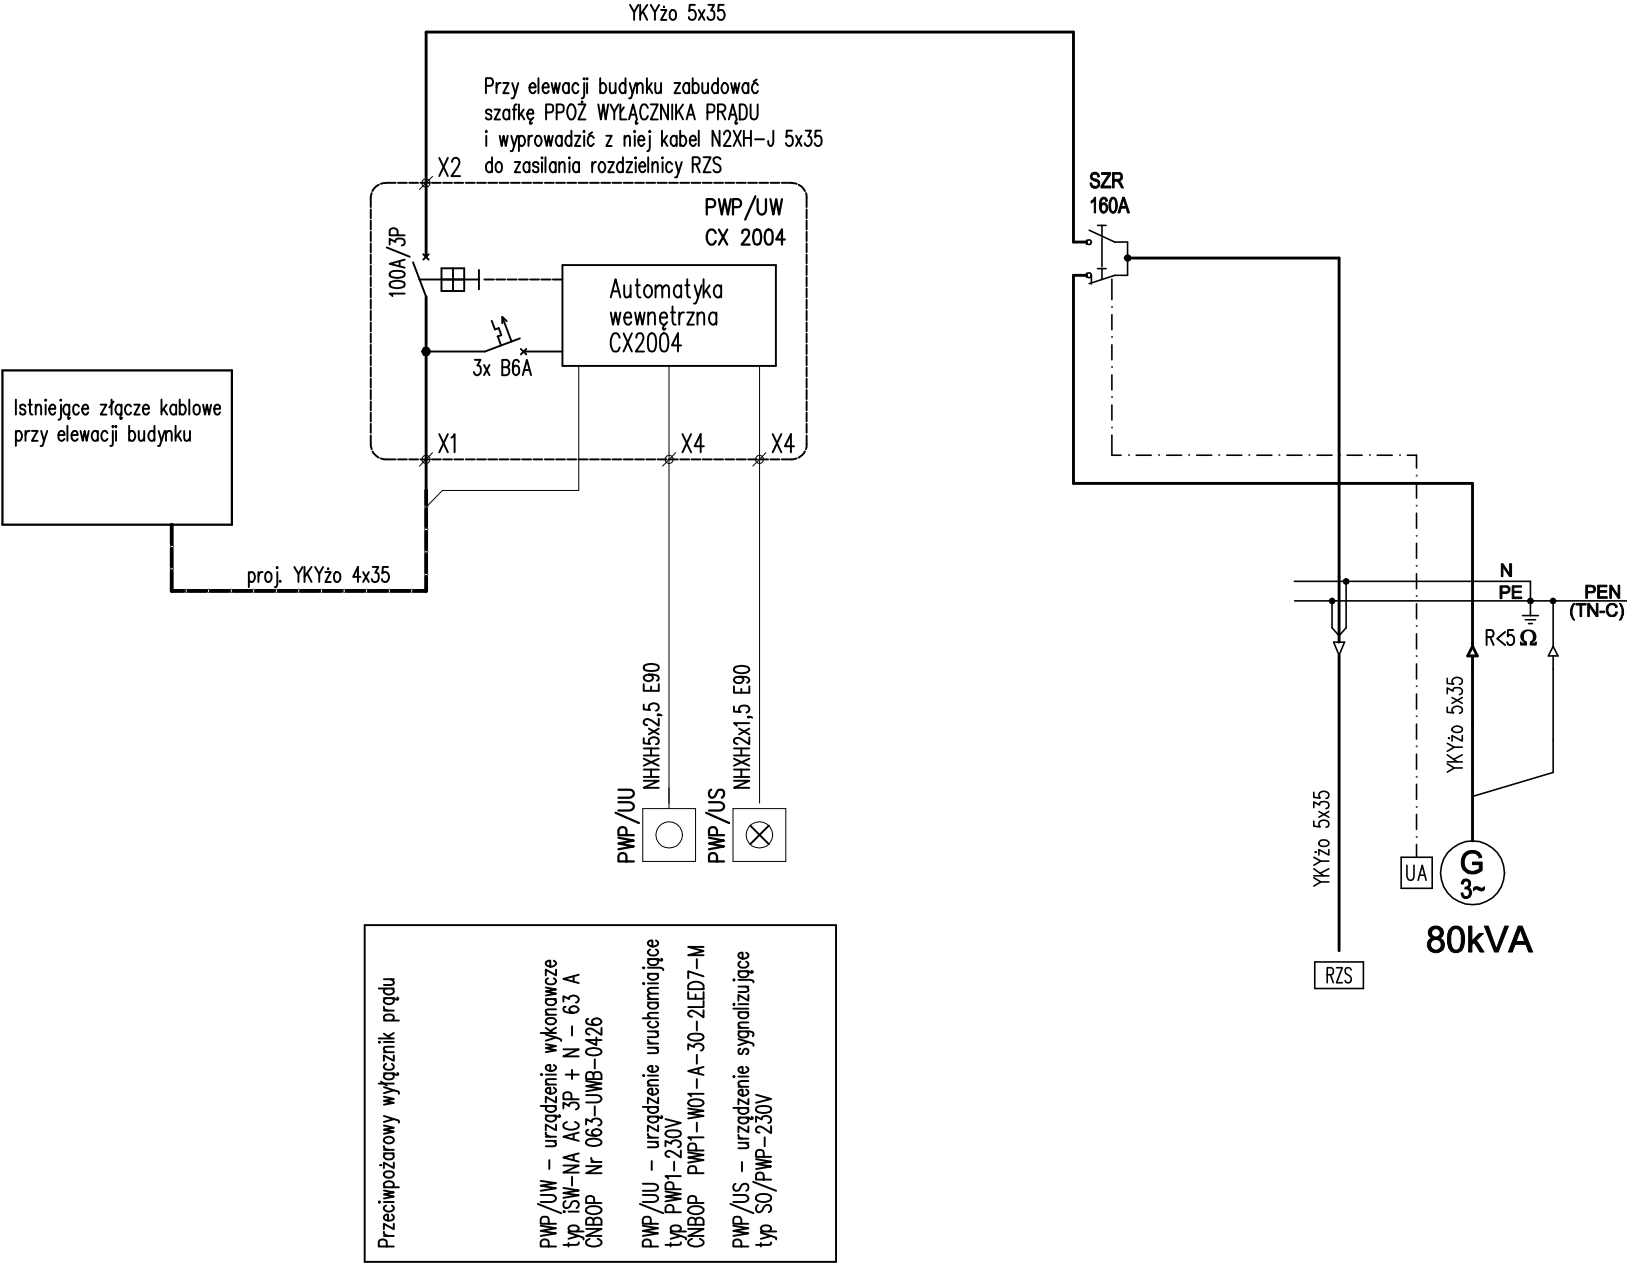 YKYżo 5x35
Przy elewacji budynku zabudować
szafkę PPOŻ WYŁĄCZNIKA PRĄDU
i wyprowadzić z niej kabel N2XH-J 5x35
do zasilania rozdzielnicy RZS
X2
PWP/UW
CX 2004
100A/3P
Automatyka
wewnętrzna
CX2004
3x B6A
X1
X4
X4
Istniejące złącze kablowe
przy elewacji budynku
proj. YKYżo 4x35
SZR
160A
N
PE
PEN
(TN-C)
R<5 Ω
NHXH5x2,5 E90
NHXH2x1,5 E90
PWP/UU
PWP/US
YKYżo 5x35
YKYżo 5x35
UA
G
3~
80kVA
RZS
Przeciwpożarowy wyłącznik prądu
PWP/UW - urządzenie wykonawcze
typ iSW-NA AC 3P + N - 63 A
CNBOP Nr 063-UWB-0426
PWP/UU - urządzenie uruchamiające
typ PWP1-230V
CNBOP PWP1-W01-A-30-2LED7-M
PWP/US - urządzenie sygnalizujące
typ SO/PWP-230V